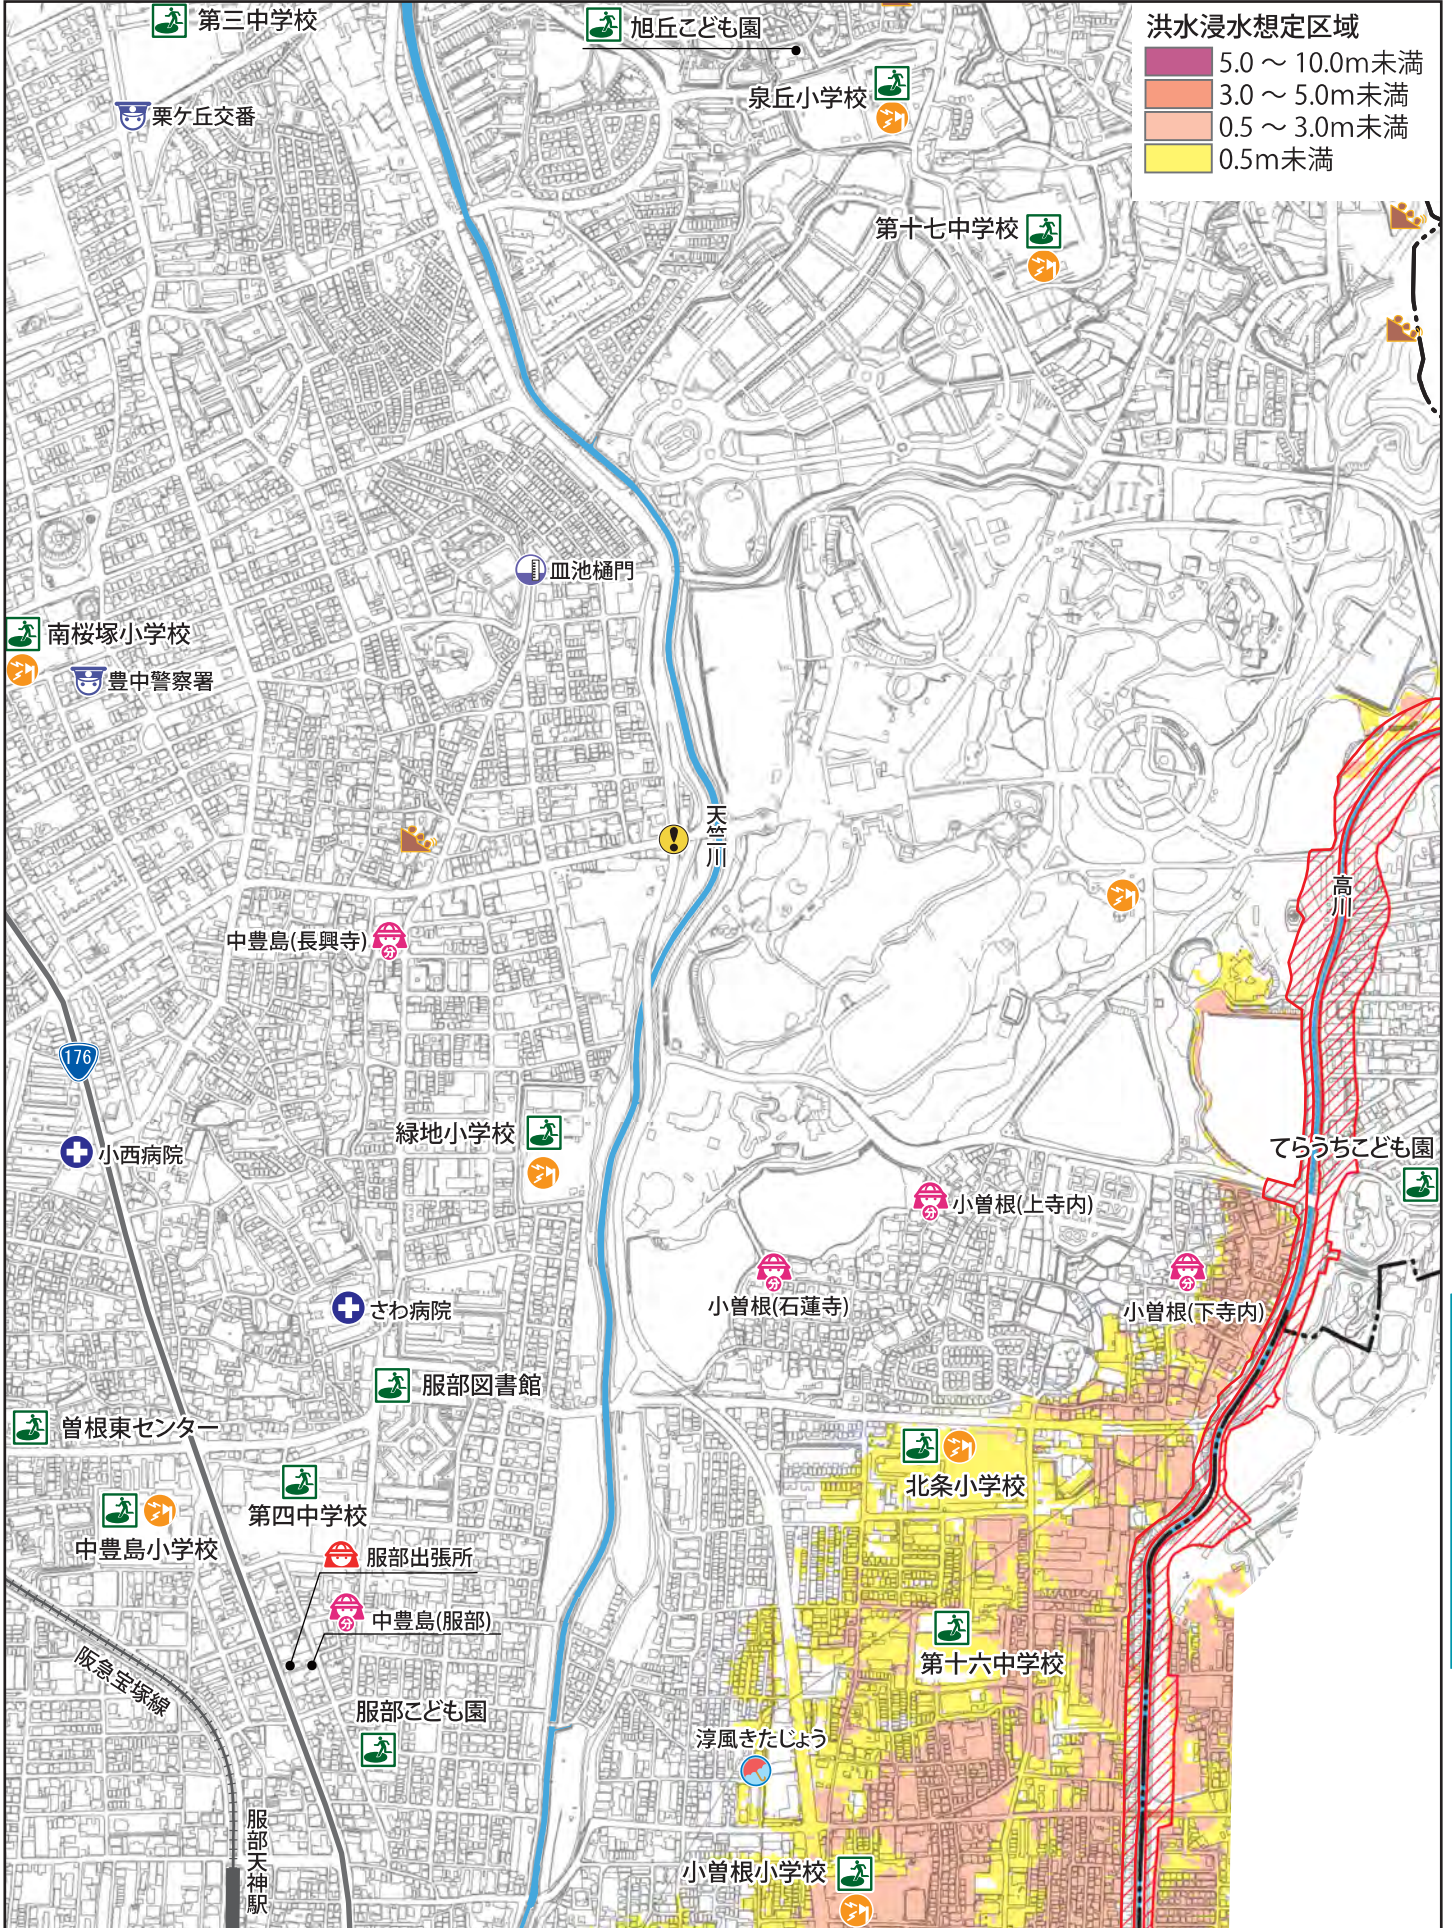 第三中学校
旭丘こども園
洪水浸水想定区域
5.0 ～ 10.0m未満
3.0 ～ 5.0m未満
0.5 ～ 3.0m未満
0.5m未満
泉丘小学校
栗ケ丘交番
第十七中学校
皿池樋門
南桜塚小学校
豊中警察署
天竺川
高川
中豊島(長興寺)
分
176
緑地小学校
小西病院
てらうちこども園
小曽根(上寺内)
分
小曽根(石蓮寺)
分
小曽根(下寺内)
分
さわ病院
服部図書館
曽根東センター
北条小学校
第四中学校
中豊島小学校
服部出張所
中豊島(服部)
分
第十六中学校
阪急宝塚線
服部こども園
淳風きたじょう
服部天神駅
小曽根小学校